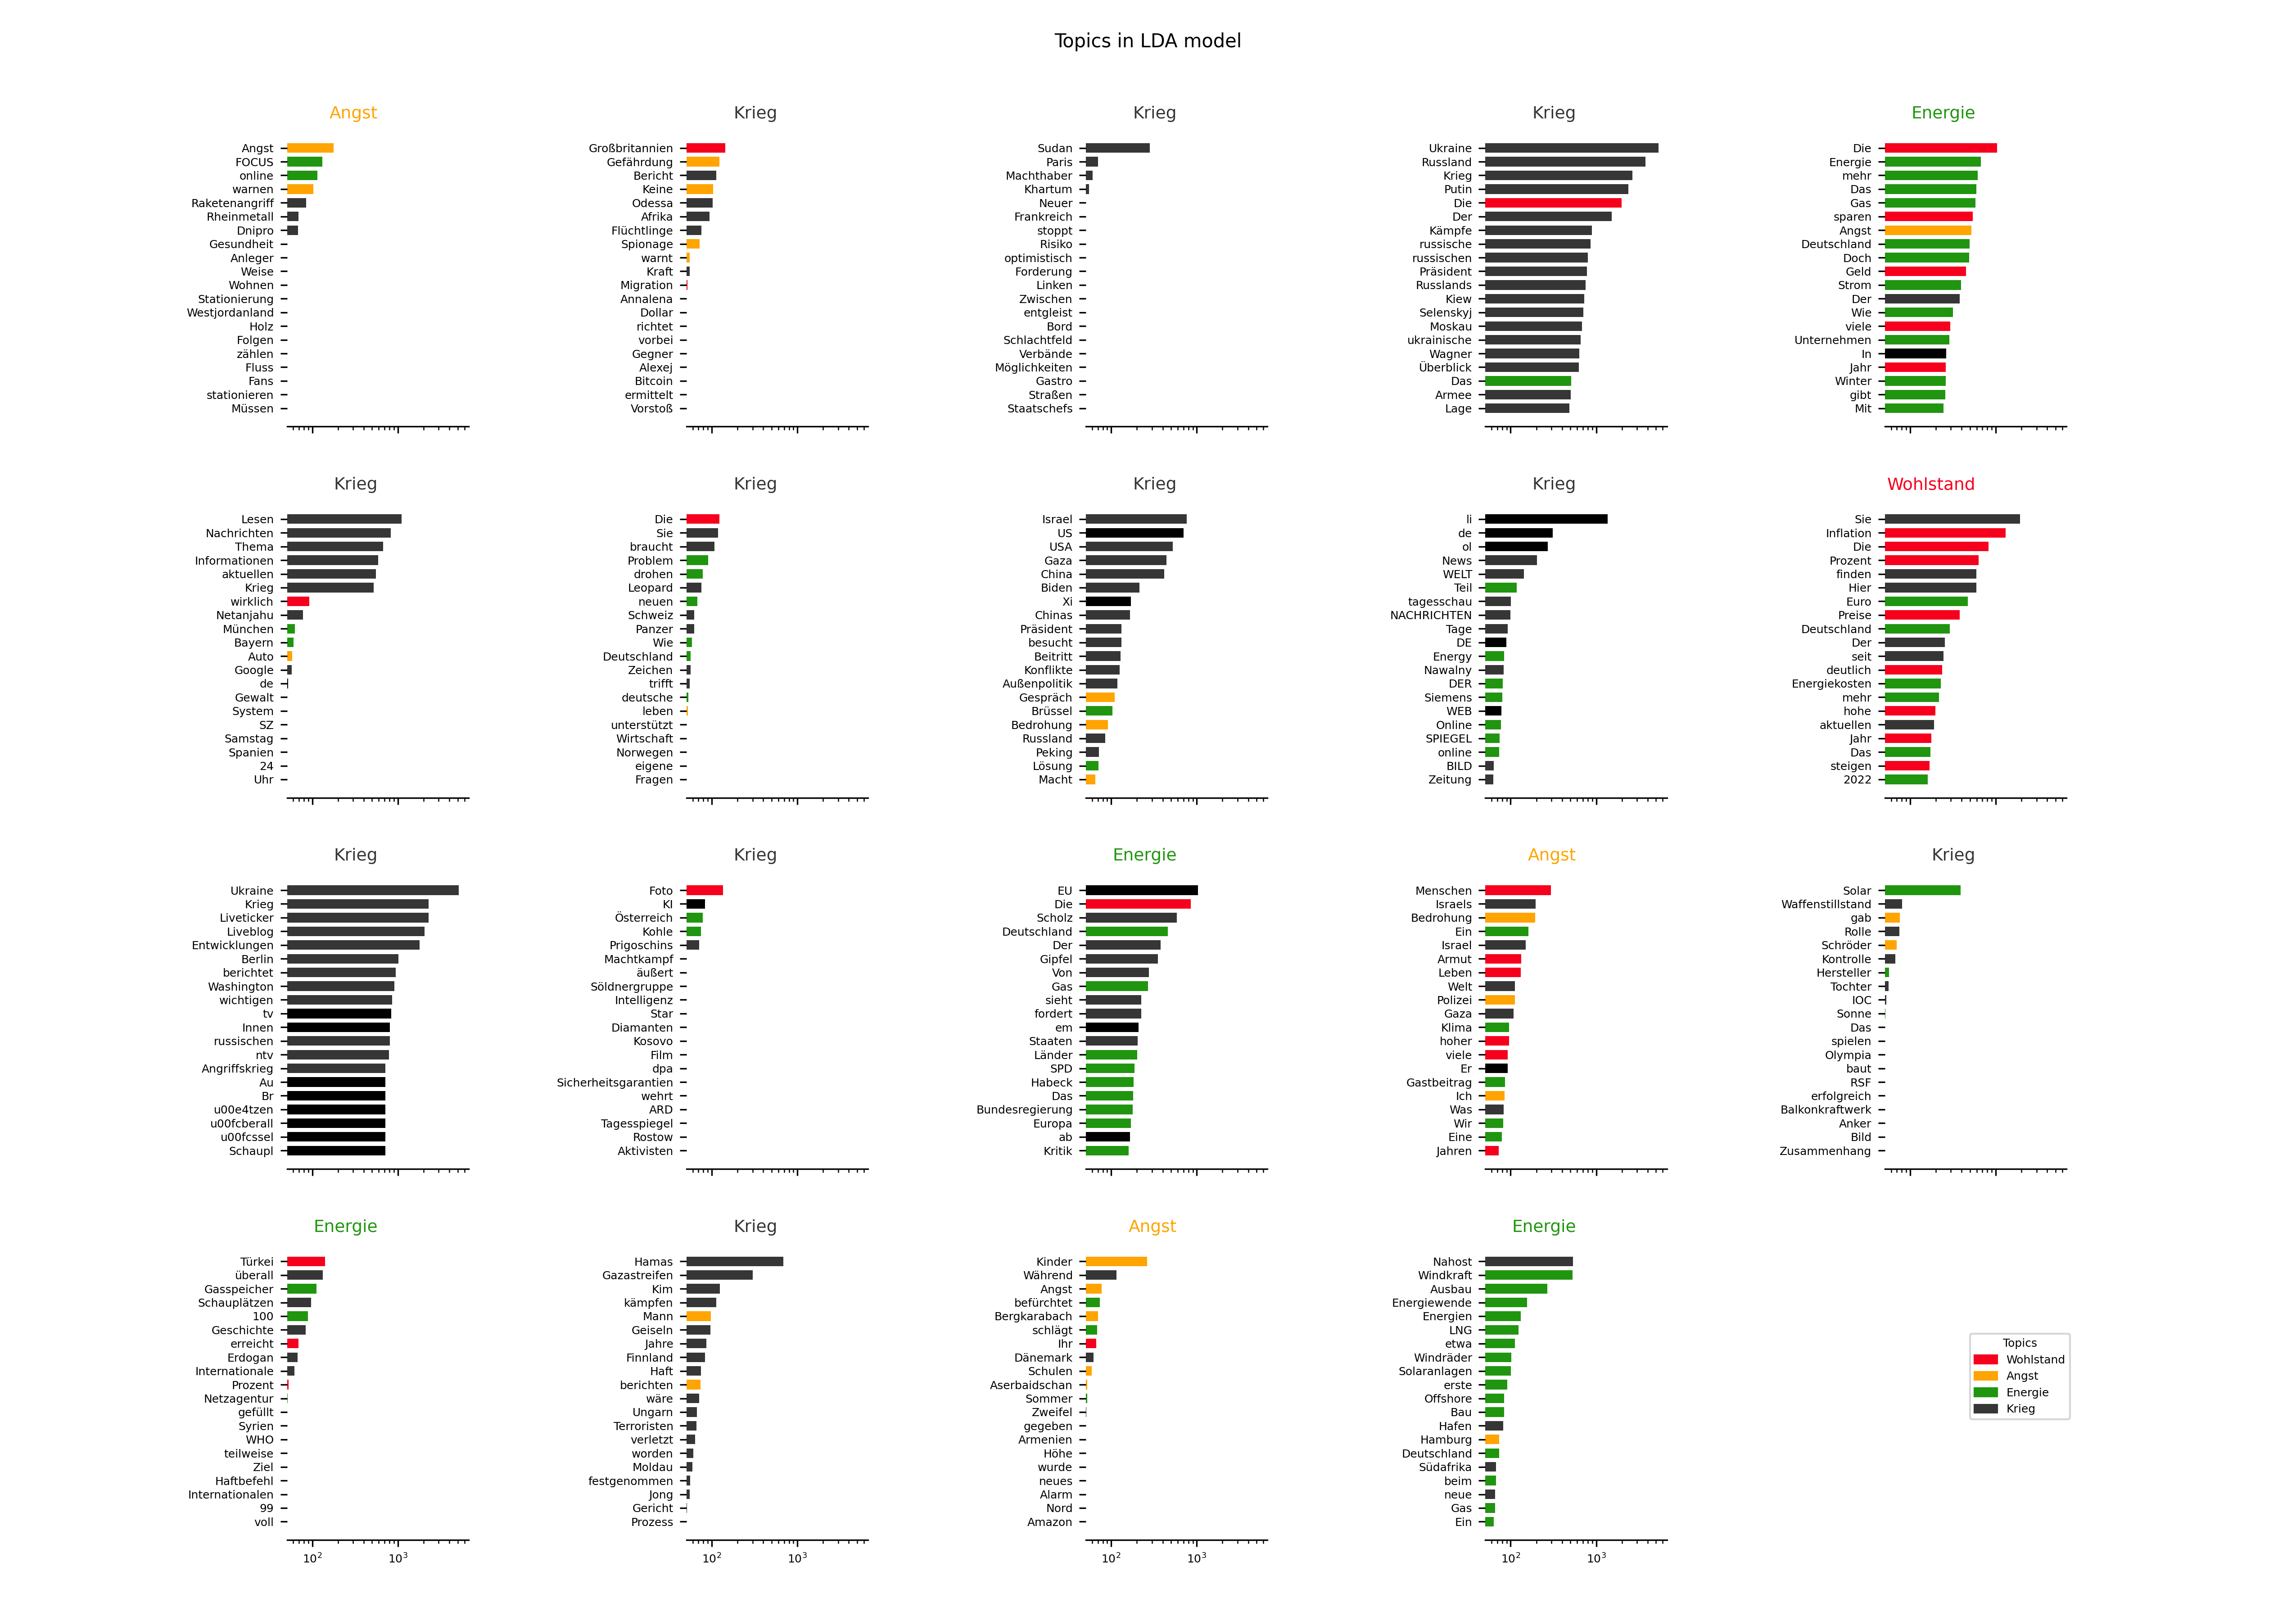 Topics in LDA model
Angst
Angst
FOCUS
online
warnen
Raketenangriff
Rheinmetall
Dnipro
Gesundheit
Anleger
Weise
Wohnen
Stationierung
Westjordanland
Holz
Folgen
zählen
Fluss
Fans
stationieren
Müssen
Krieg
Großbritannien
Gefährdung
Bericht
Keine
Odessa
Afrika
Flüchtlinge
Spionage
warnt
Kraft
Migration
Annalena
Dollar
richtet
vorbei
Gegner
Alexej
Bitcoin
ermittelt
Vorstoß
Krieg
Sudan
Paris
Machthaber
Khartum
Neuer
Frankreich
stoppt
Risiko
optimistisch
Forderung
Linken
Zwischen
entgleist
Bord
Schlachtfeld
Verbände
Möglichkeiten
Gastro
Straßen
Staatschefs
Krieg
Ukraine
Russland
Krieg
Putin
Die
Der
Kämpfe
russische
russischen
Präsident
Russlands
Kiew
Selenskyj
Moskau
ukrainische
Wagner
Überblick
Das
Armee
Lage
Energie
Die
Energie
mehr
Das
Gas
sparen
Angst
Deutschland
Doch
Geld
Strom
Der
Wie
viele
Unternehmen
In
Jahr
Winter
gibt
Mit
Krieg
Lesen
Nachrichten
Thema
Informationen
aktuellen
Krieg
wirklich
Netanjahu
München
Bayern
Auto
Google
de
Gewalt
System
SZ
Samstag
Spanien
24
Uhr
Krieg
Die
Sie
braucht
Problem
drohen
Leopard
neuen
Schweiz
Panzer
Wie
Deutschland
Zeichen
trifft
deutsche
leben
unterstützt
Wirtschaft
Norwegen
eigene
Fragen
Krieg
Israel
US
USA
Gaza
China
Biden
Xi
Chinas
Präsident
besucht
Beitritt
Konflikte
Außenpolitik
Gespräch
Brüssel
Bedrohung
Russland
Peking
Lösung
Macht
Krieg
li
de
ol
News
WELT
Teil
tagesschau
NACHRICHTEN
Tage
DE
Energy
Nawalny
DER
Siemens
WEB
Online
SPIEGEL
online
BILD
Zeitung
Wohlstand
Sie
Inflation
Die
Prozent
finden
Hier
Euro
Preise
Deutschland
Der
seit
deutlich
Energiekosten
mehr
hohe
aktuellen
Jahr
Das
steigen
2022
Krieg
Ukraine
Krieg
Liveticker
Liveblog
Entwicklungen
Berlin
berichtet
Washington
wichtigen
tv
Innen
russischen
ntv
Angriffskrieg
Au
Br
u00e4tzen
u00fcberall
u00fcssel
Schaupl
Krieg
Foto
KI
Österreich
Kohle
Prigoschins
Machtkampf
äußert
Söldnergruppe
Intelligenz
Star
Diamanten
Kosovo
Film
dpa
Sicherheitsgarantien
wehrt
ARD
Tagesspiegel
Rostow
Aktivisten
Energie
EU
Die
Scholz
Deutschland
Der
Gipfel
Von
Gas
sieht
fordert
em
Staaten
Länder
SPD
Habeck
Das
Bundesregierung
Europa
ab
Kritik
Angst
Menschen
Israels
Bedrohung
Ein
Israel
Armut
Leben
Welt
Polizei
Gaza
Klima
hoher
viele
Er
Gastbeitrag
Ich
Was
Wir
Eine
Jahren
Krieg
Solar
Waffenstillstand
gab
Rolle
Schröder
Kontrolle
Hersteller
Tochter
IOC
Sonne
Das
spielen
Olympia
baut
RSF
erfolgreich
Balkonkraftwerk
Anker
Bild
Zusammenhang
Energie
Türkei
überall
Gasspeicher
Schauplätzen
100
Geschichte
erreicht
Erdogan
Internationale
Prozent
Netzagentur
gefüllt
Syrien
WHO
teilweise
Ziel
Haftbefehl
Internationalen
99
voll
10² 10³
Krieg
Hamas
Gazastreifen
Kim
kämpfen
Mann
Geiseln
Jahre
Finnland
Haft
berichten
wäre
Ungarn
Terroristen
verletzt
worden
Moldau
festgenommen
Jong
Gericht
Prozess
10² 10³
Angst
Kinder
Während
Angst
befürchtet
Bergkarabach
schlägt
Ihr
Dänemark
Schulen
Aserbaidschan
Sommer
Zweifel
gegeben
Armenien
Höhe
wurde
neues
Alarm
Nord
Amazon
10² 10³
Energie
Nahost
Windkraft
Ausbau
Energiewende
Energien
LNG
etwa
Windräder
Solaranlagen
erste
Offshore
Bau
Hafen
Hamburg
Deutschland
Südafrika
beim
neue
Gas
Ein
10² 10³
Topics
Wohlstand
Angst
Energie
Krieg